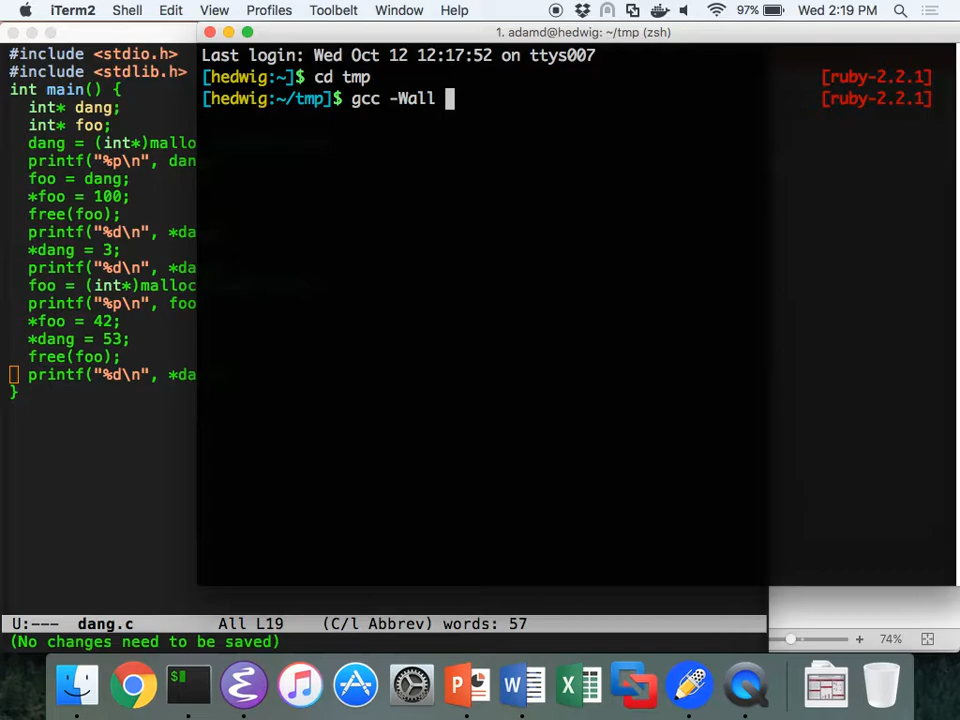 iTerm2 Shell Edit View Profiles Toolbelt Window Help 97% Wed 2:19 PM
1. adamd@hedwig: ~/tmp (zsh)
#include <stdio.h>
#include <stdlib.h>
int main() {
int* dang;
int* foo;
dang = (int*)malloc
printf("%p\n", dan
foo = dang;
*foo = 100;
free(foo);
printf("%d\n", *da
*dang = 3;
printf("%d\n", *da
foo = (int*)malloc
printf("%p\n", foo
*foo = 42;
*dang = 53;
free(foo);
printf("%d\n", *da
}
Last login: Wed Oct 12 12:17:52 on ttys007
[hedwig:~]$ cd tmp [ruby-2.2.1]
[hedwig:~/tmp]$ gcc -Wall [ruby-2.2.1]
U:--- dang.c All L19 (C/l Abbrev) words: 57
(No changes need to be saved)
74%